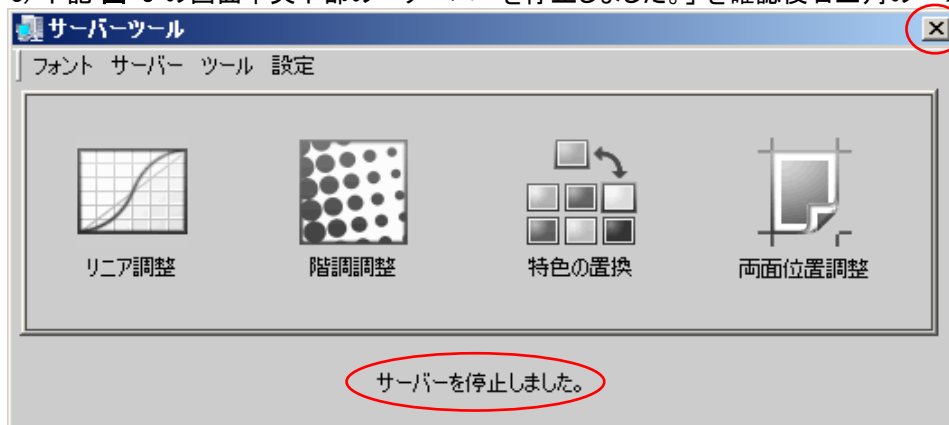 サーバーツール
フォント サーバー ツール 設定
リニア調整 階調調整 特色の置換 両面位置調整
サーバーを停止しました。